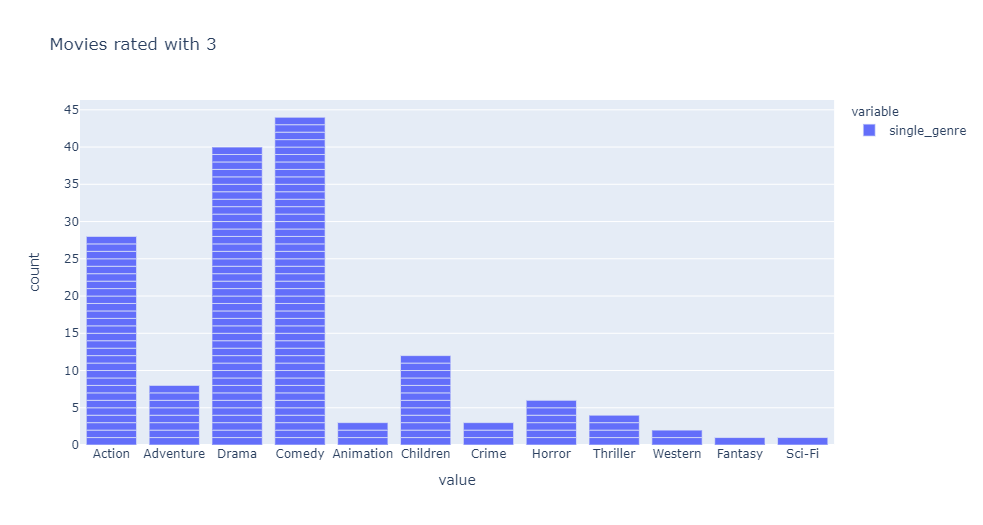 Movies rated with 3
variable
single_genre
count
45
40
35
30
25
20
15
10
5
0
Action Adventure Drama Comedy Animation Children Crime Horror Thriller Western Fantasy Sci-Fi
value